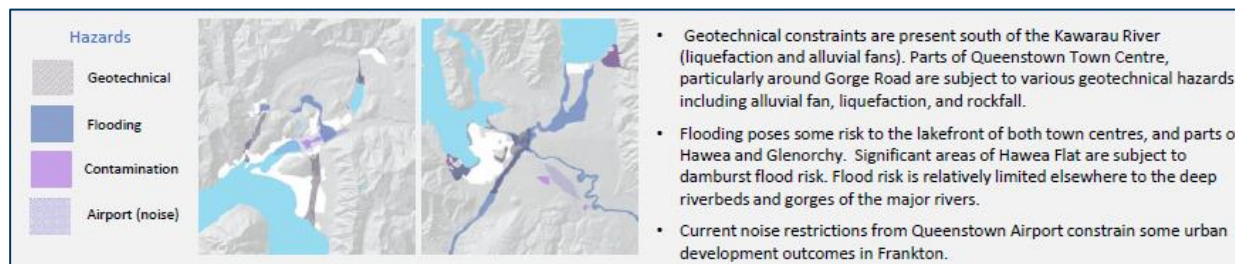 Hazards
Geotechnical
Flooding
Contamination
Airport (noise)
• Geotechnical constraints are present south of the Kawarau River
(liquefaction and alluvial fans). Parts of Queenstown Town Centre,
particularly around Gorge Road are subject to various geotechnical hazards
including alluvial fan, liquefaction, and rockfall.
• Flooding poses some risk to the lakefront of both town centres, and parts o
Hawea and Glenorchy. Significant areas of Hawea Flat are subject to
damburst flood risk. Flood risk is relatively limited elsewhere to the deep
riverbeds and gorges of the major rivers.
• Current noise restrictions from Queenstown Airport constrain some urban
development outcomes in Frankton.